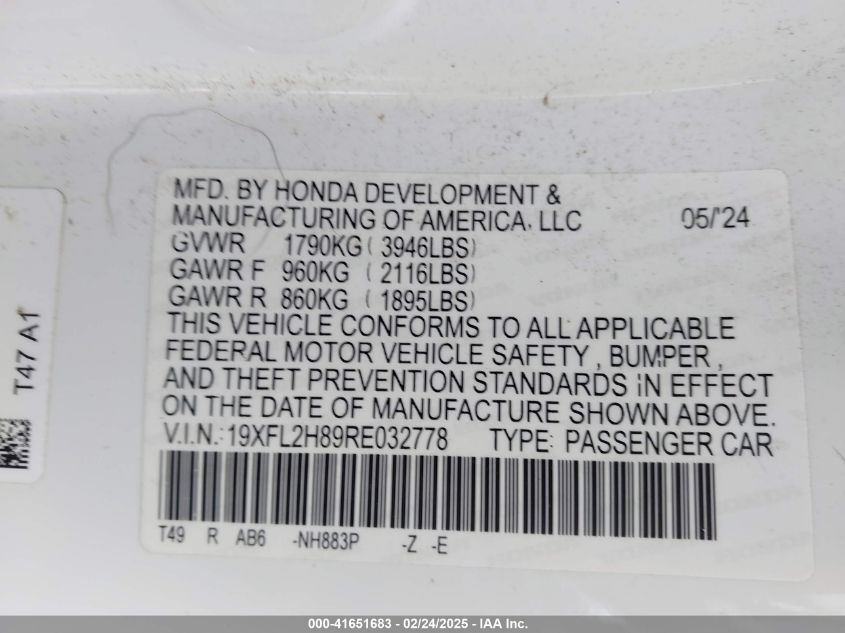 MFD. BY HONDA DEVELOPMENT &
MANUFACTURING OF AMERICA, LLC 05/'24
GVWR 1790KG ( 3946LBS)
GAWR F 960KG ( 2116LBS)
GAWR R 860KG ( 1895LBS)
THIS VEHICLE CONFORMS TO ALL APPLICABLE
FEDERAL MOTOR VEHICLE SAFETY , BUMPER ,
AND THEFT PREVENTION STANDARDS IN EFFECT
ON THE DATE OF MANUFACTURE SHOWN ABOVE.
V.I.N.:19XFL2H89RE032778 TYPE: PASSENGER CAR
T49 R AB6 -NH883P -Z -E
T47 A1
000-41651683 - 02/24/2025 - IAA Inc.